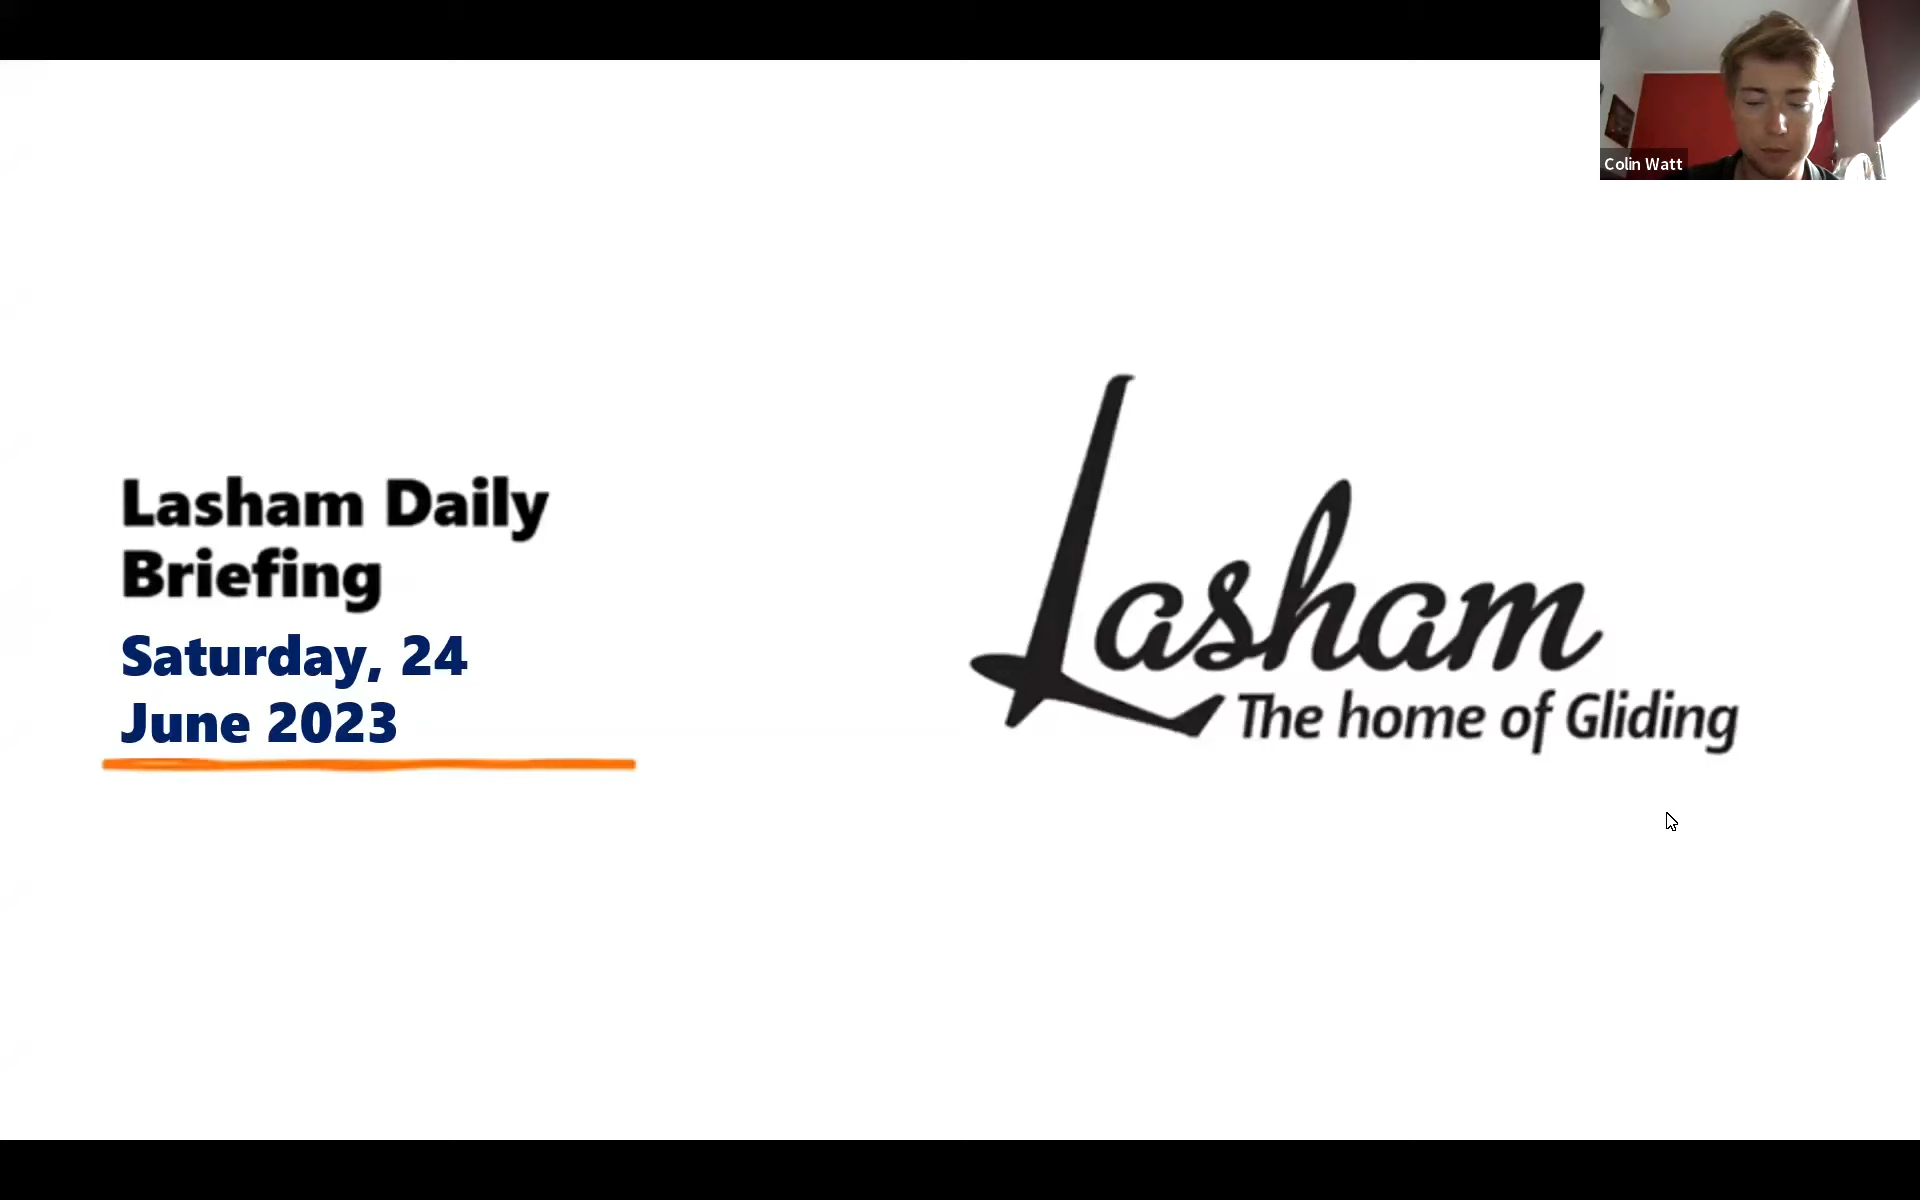 Colin Watt
Lasham Daily
Briefing
Saturday, 24
June 2023
Lasham
The home of Gliding